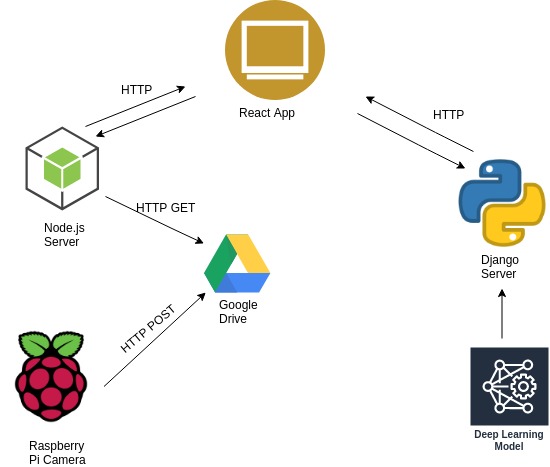 HTTP
React App
HTTP
Node.js
Server
HTTP GET
Django
Server
Google
Drive
HTTP POST
Raspberry
Pi Camera
Deep Learning
Model